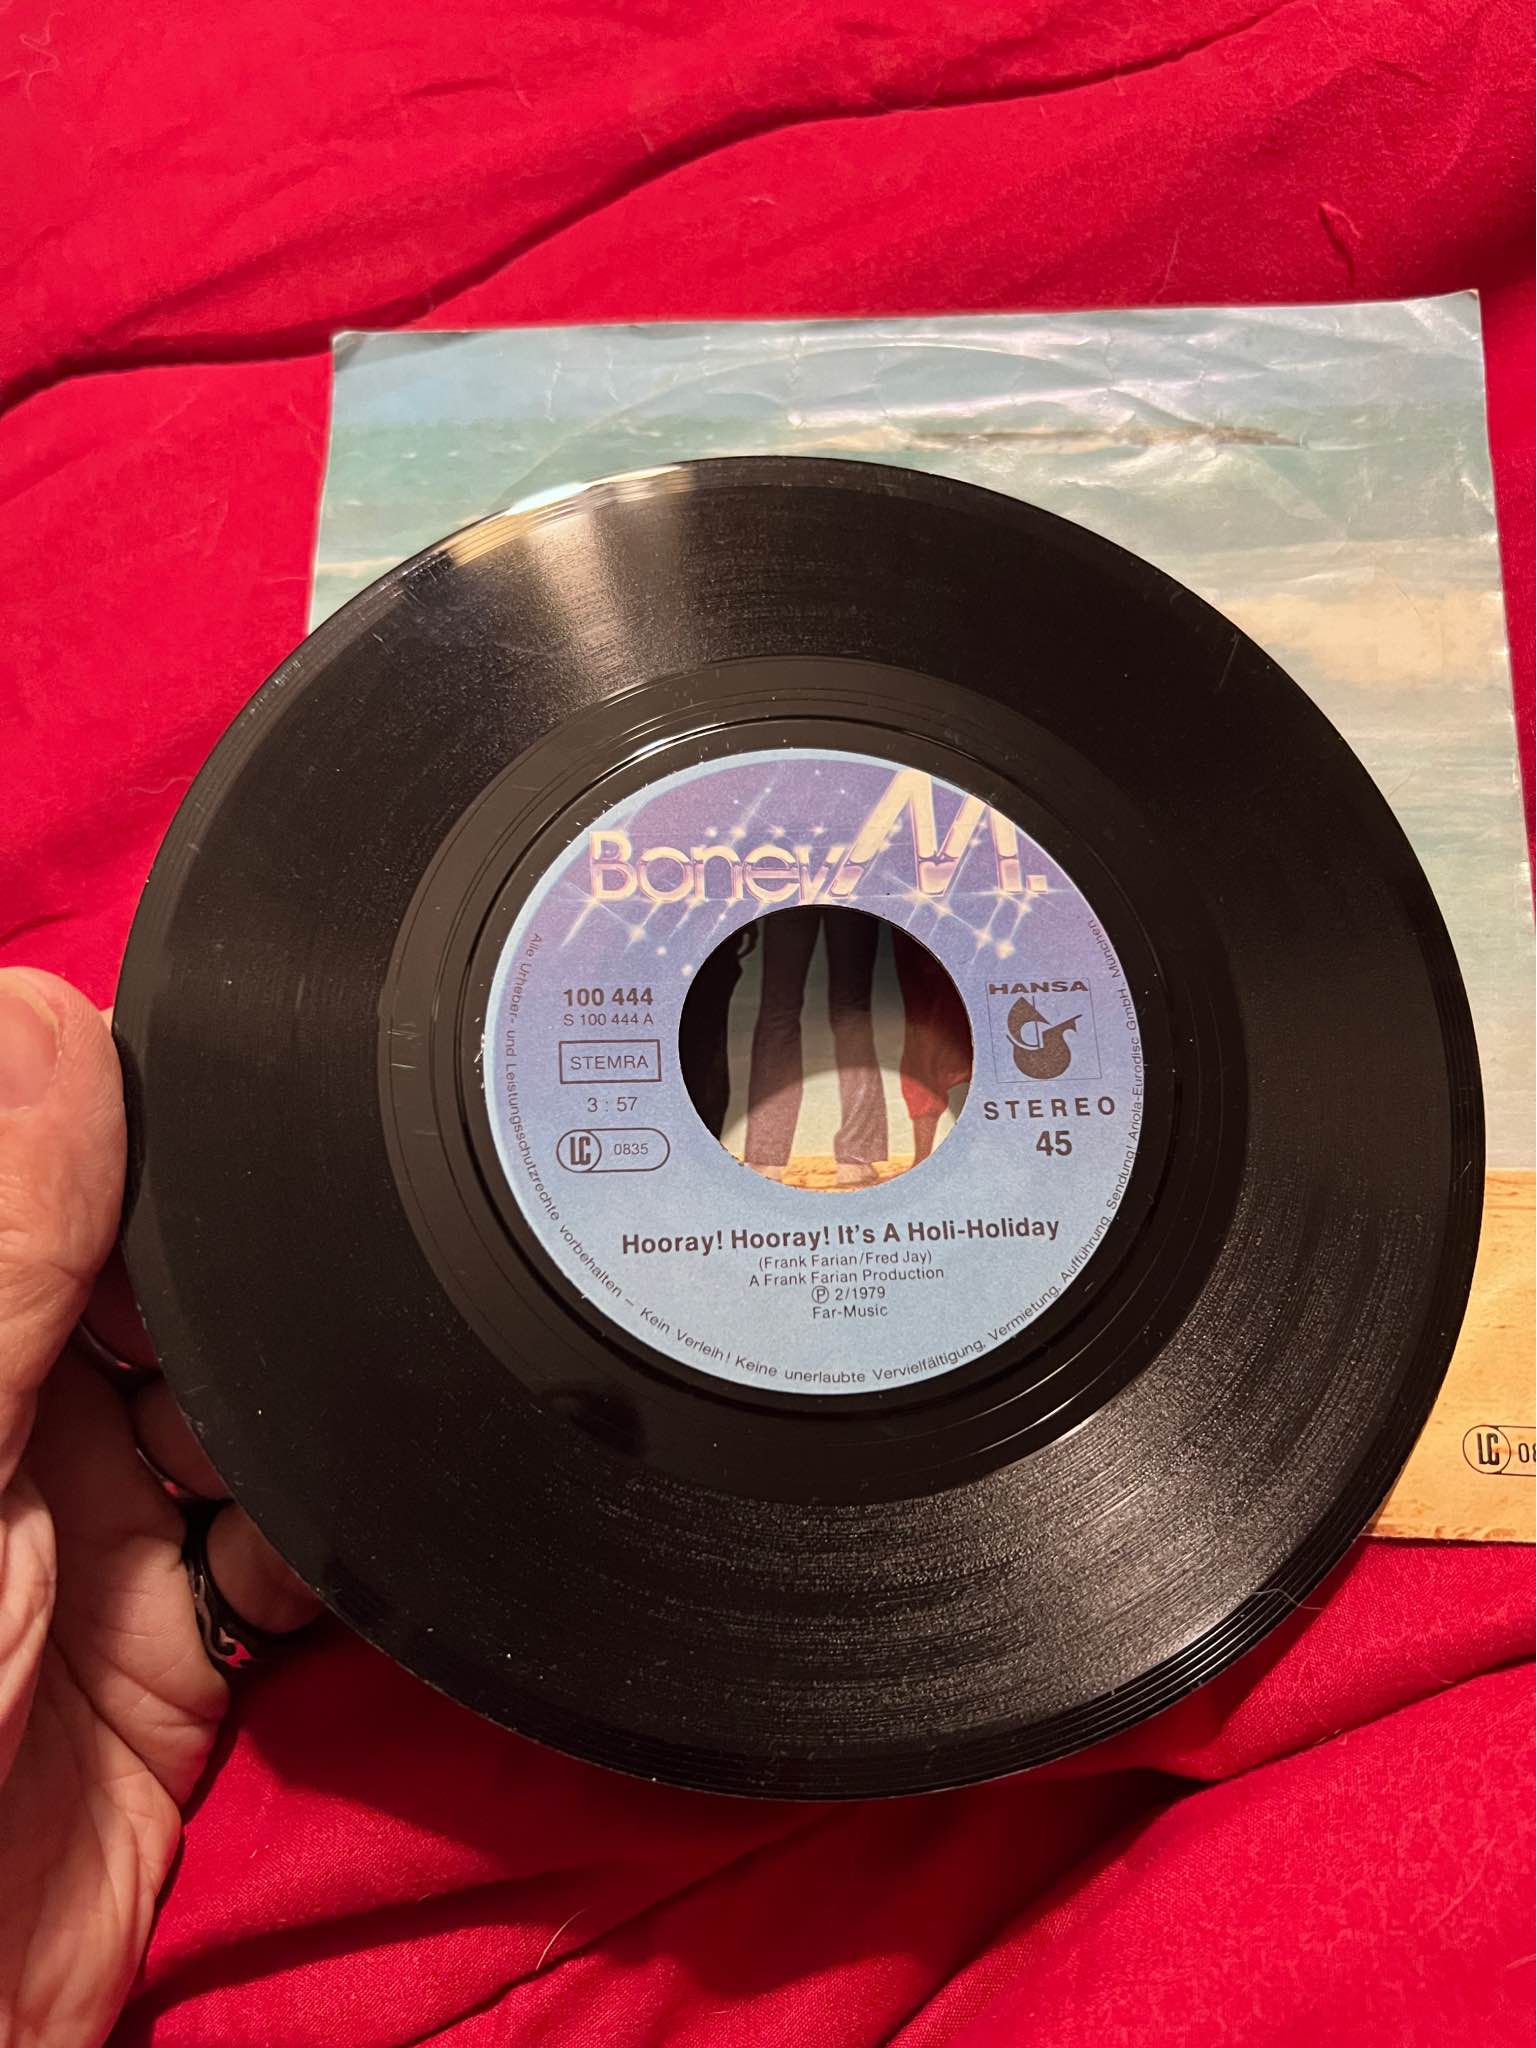 Boney M.
100 444
S 100 444 A
STEMRA
3 : 57
LC 0835
HANSA
STEREO
45
Hooray! Hooray! It's A Holi-Holiday
(Frank Farian/Fred Jay)
A Frank Farian Production
Ⓟ 2/1979
Far-Music
Alle Urheber- und Leistungsschutzrechte vorbehalten – Kein Verleih! Keine unerlaubte Vervielfältigung, Vermietung, Aufführung, Sendung! Ariola-Eurodisc GmbH, München
LC